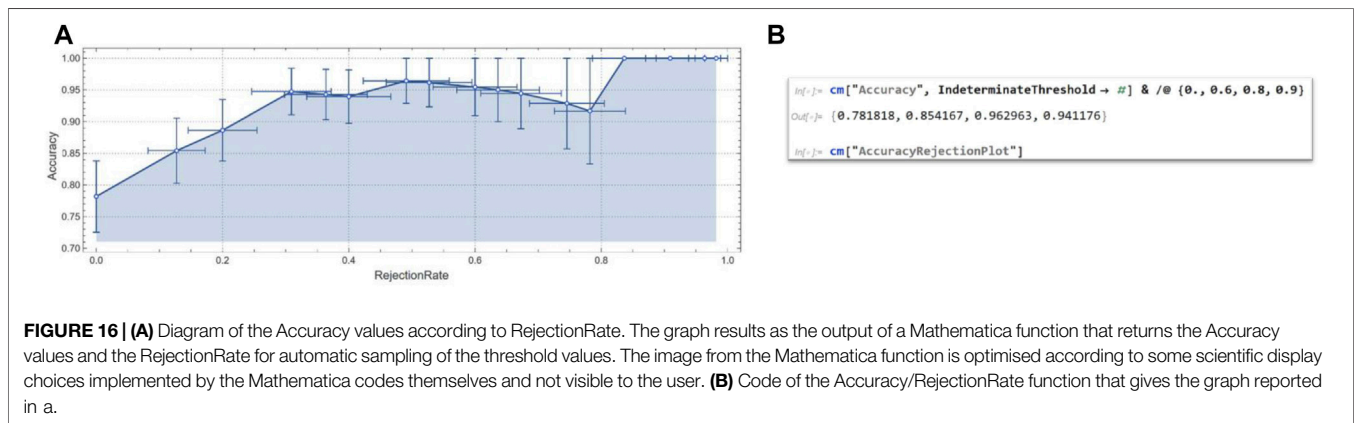 A
1.00
0.95
0.90
0.85
0.80
0.75
0.70
Accuracy
0.0 0.2 0.4 0.6 0.8 1.0
RejectionRate
B
In[◦]:= cm["Accuracy", IndeterminateThreshold → #] & /@ {0., 0.6, 0.8, 0.9}
Out[◦]= {0.781818, 0.854167, 0.962963, 0.941176}
In[◦]:= cm["AccuracyRejectionPlot"]
FIGURE 16 | (A) Diagram of the Accuracy values according to RejectionRate. The graph results as the output of a Mathematica function that returns the Accuracy
values and the RejectionRate for automatic sampling of the threshold values. The image from the Mathematica function is optimised according to some scientific display
choices implemented by the Mathematica codes themselves and not visible to the user. (B) Code of the Accuracy/RejectionRate function that gives the graph reported
in a.